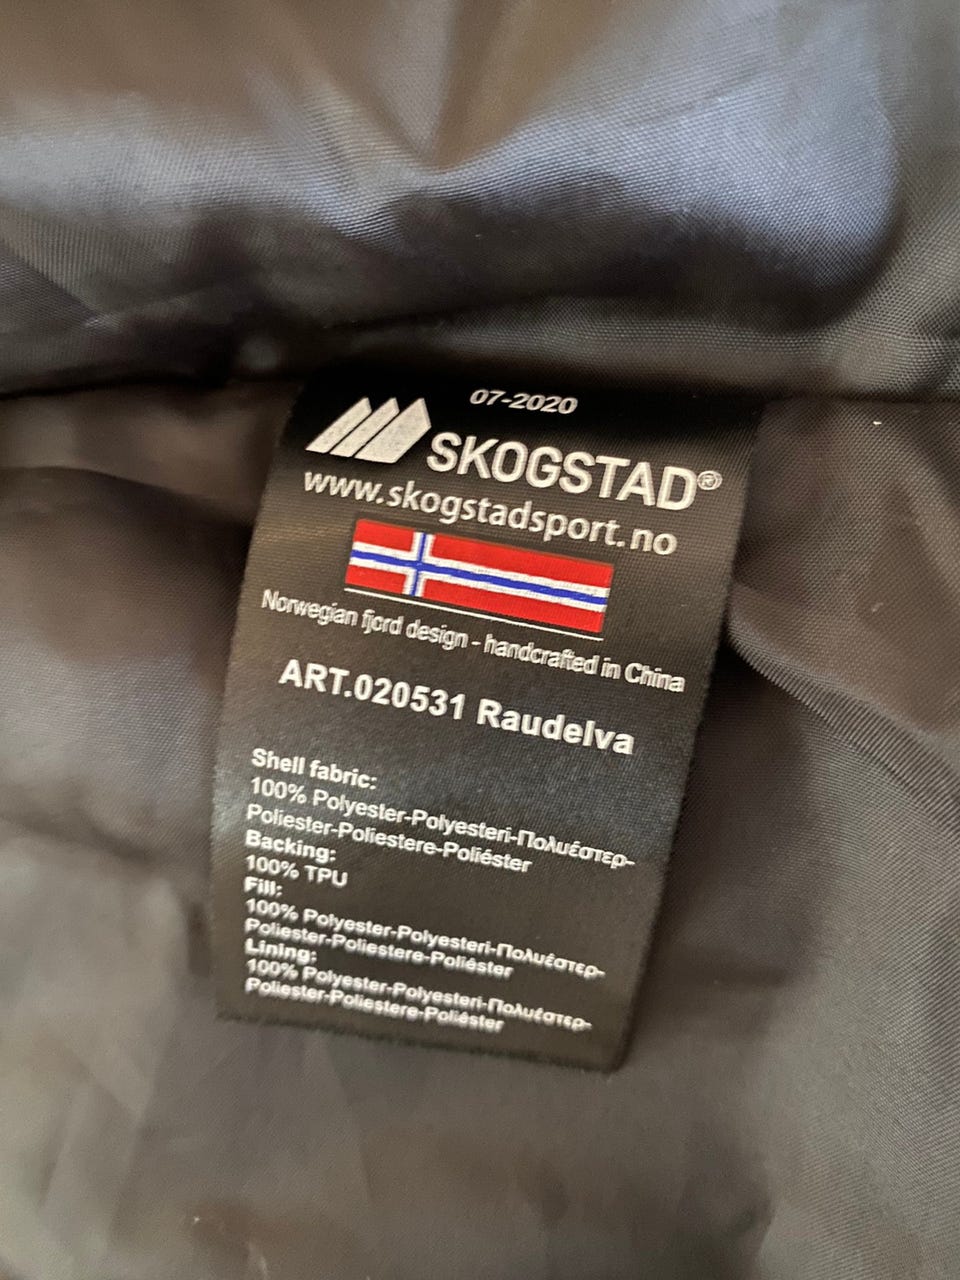 07-2020
SKOGSTAD®
www.skogstadsport.no
Norwegian fjord design - handcrafted in China
ART.020531 Raudelva
Shell fabric:
100% Polyester-Polyesteri-Πολυέστερ-
Poliester-Poliestere-Poliéster
Backing:
100% TPU
Fill:
100% Polyester-Polyesteri-Πολυέστερ-
Poliester-Poliestere-Poliéster
Lining:
100% Polyester-Polyesteri-Πολυέστερ-
Poliester-Poliestere-Poliéster